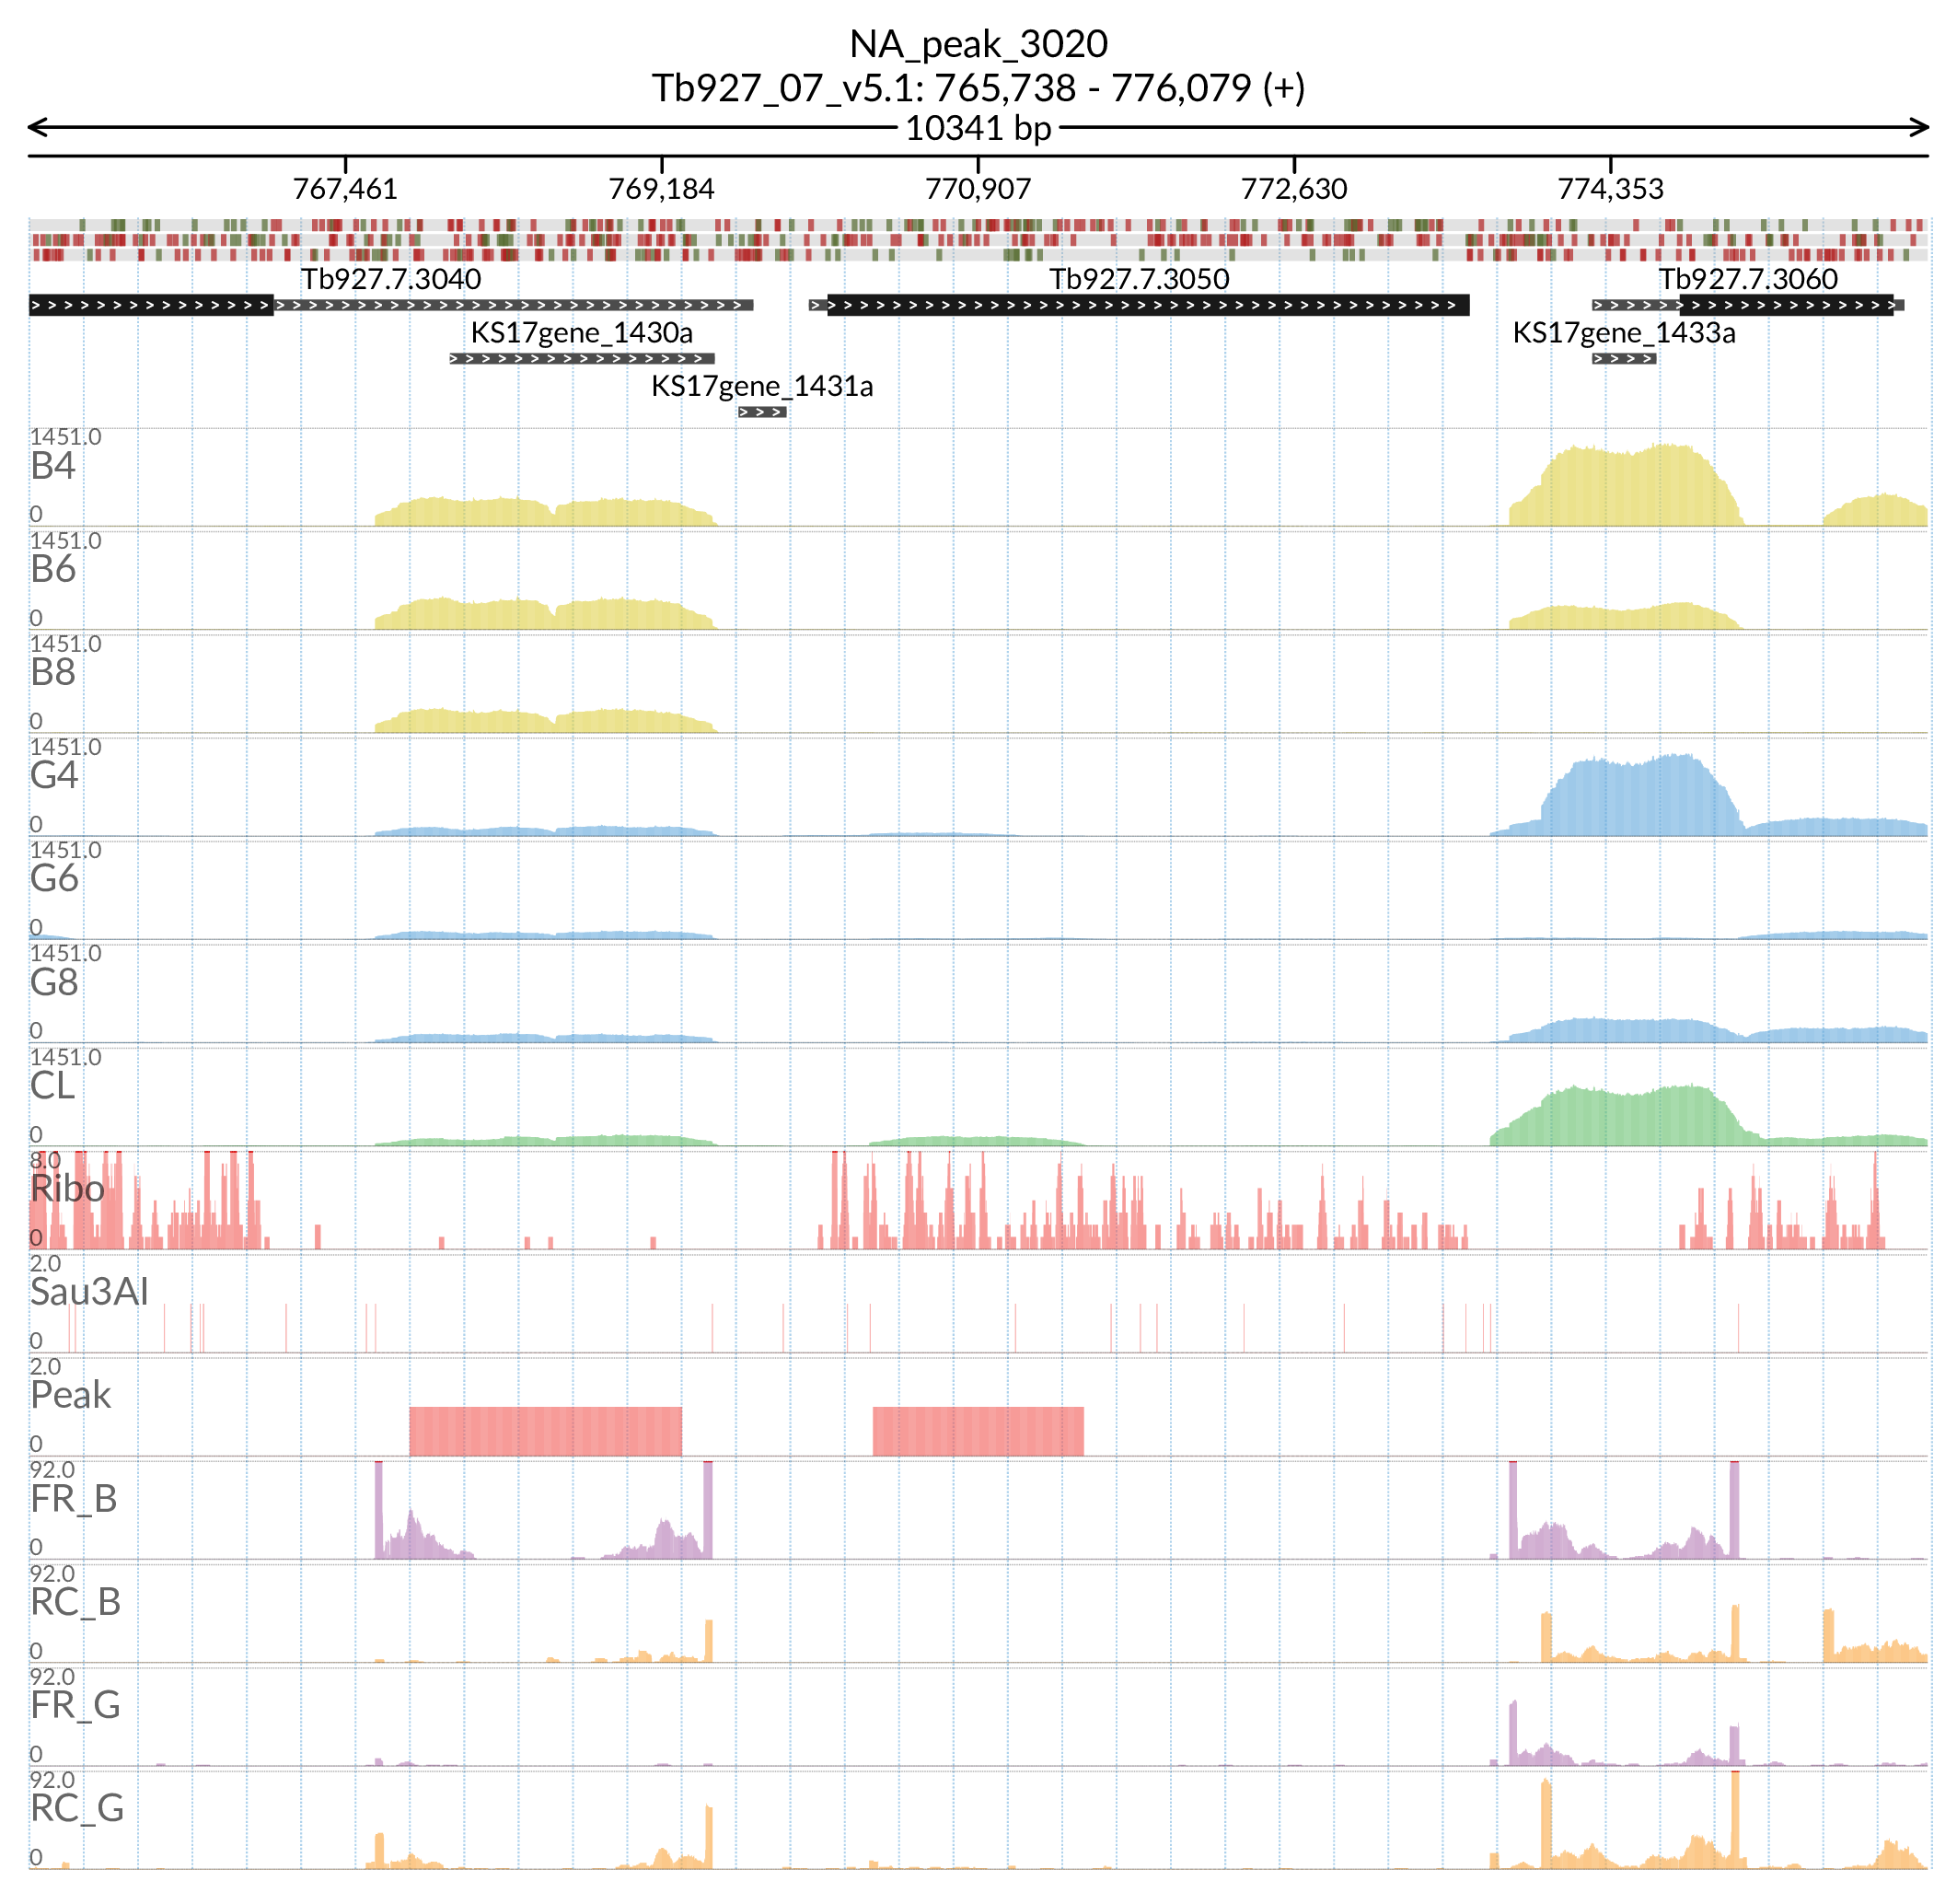 NA_peak_3020
Tb927_07_v5.1: 765,738 - 776,079 (+)
10341 bp
767,461 769,184 770,907 772,630 774,353
Tb927.7.3040 Tb927.7.3050 Tb927.7.3060
KS17gene_1430a KS17gene_1433a
KS17gene_1431a
1451.0
B4
0
1451.0
B6
0
1451.0
B8
0
1451.0
G4
0
1451.0
G6
0
1451.0
G8
0
1451.0
CL
0
8.0
Ribo
0
2.0
Sau3AI
0
2.0
Peak
0
92.0
FR_B
0
92.0
RC_B
0
92.0
FR_G
0
92.0
RC_G
0